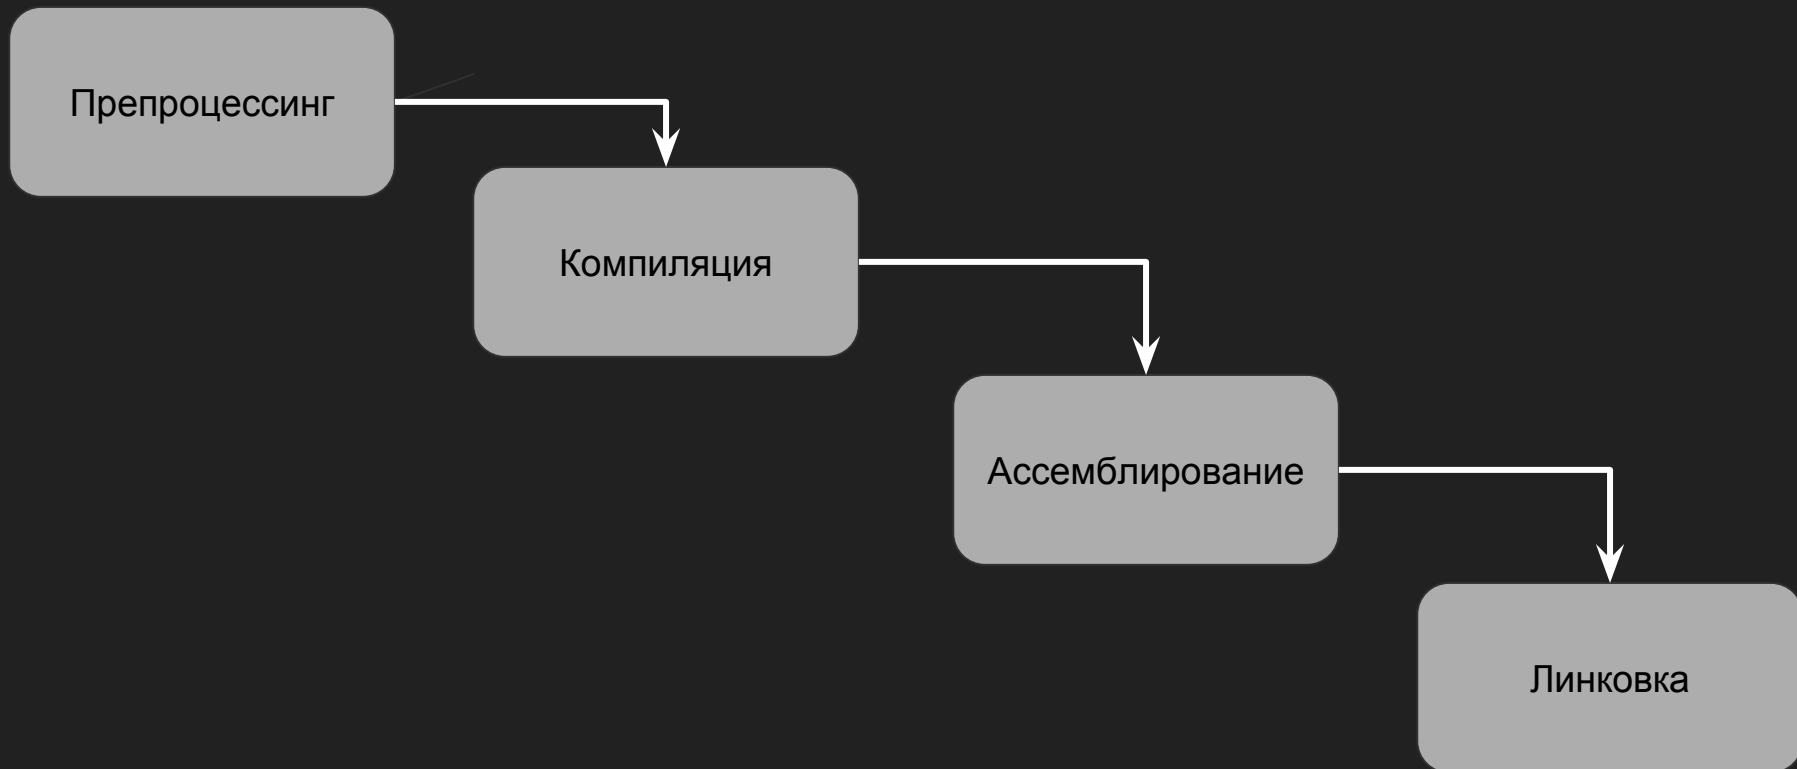 Препроцессинг
Компиляция
Ассемблирование
Линковка